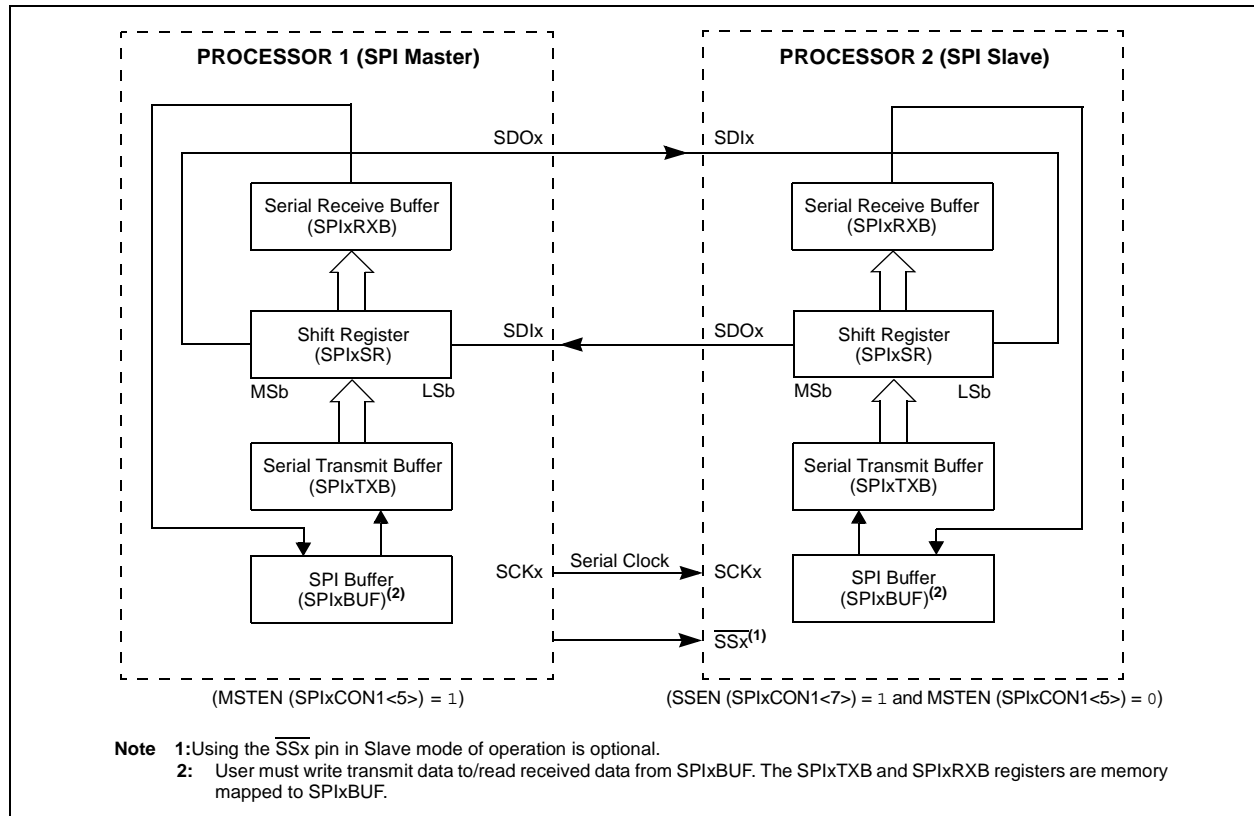 PROCESSOR 1 (SPI Master)
PROCESSOR 2 (SPI Slave)
SDOx
SDIx
Serial Receive Buffer
(SPIxRXB)
Serial Receive Buffer
(SPIxRXB)
Shift Register
(SPIxSR)
SDIx
SDOx
Shift Register
(SPIxSR)
MSb
LSb
MSb
LSb
Serial Transmit Buffer
(SPIxTXB)
Serial Transmit Buffer
(SPIxTXB)
SPI Buffer
(SPIxBUF)(2)
SCKx
Serial Clock
SCKx
SPI Buffer
(SPIxBUF)(2)
SSx(1)
(MSTEN (SPIxCON1<5>) = 1)
(SSEN (SPIxCON1<7>) = 1 and MSTEN (SPIxCON1<5>) = 0)
Note 1:Using the SSx pin in Slave mode of operation is optional.
2: User must write transmit data to/read received data from SPIxBUF. The SPIxTXB and SPIxRXB registers are memory
mapped to SPIxBUF.